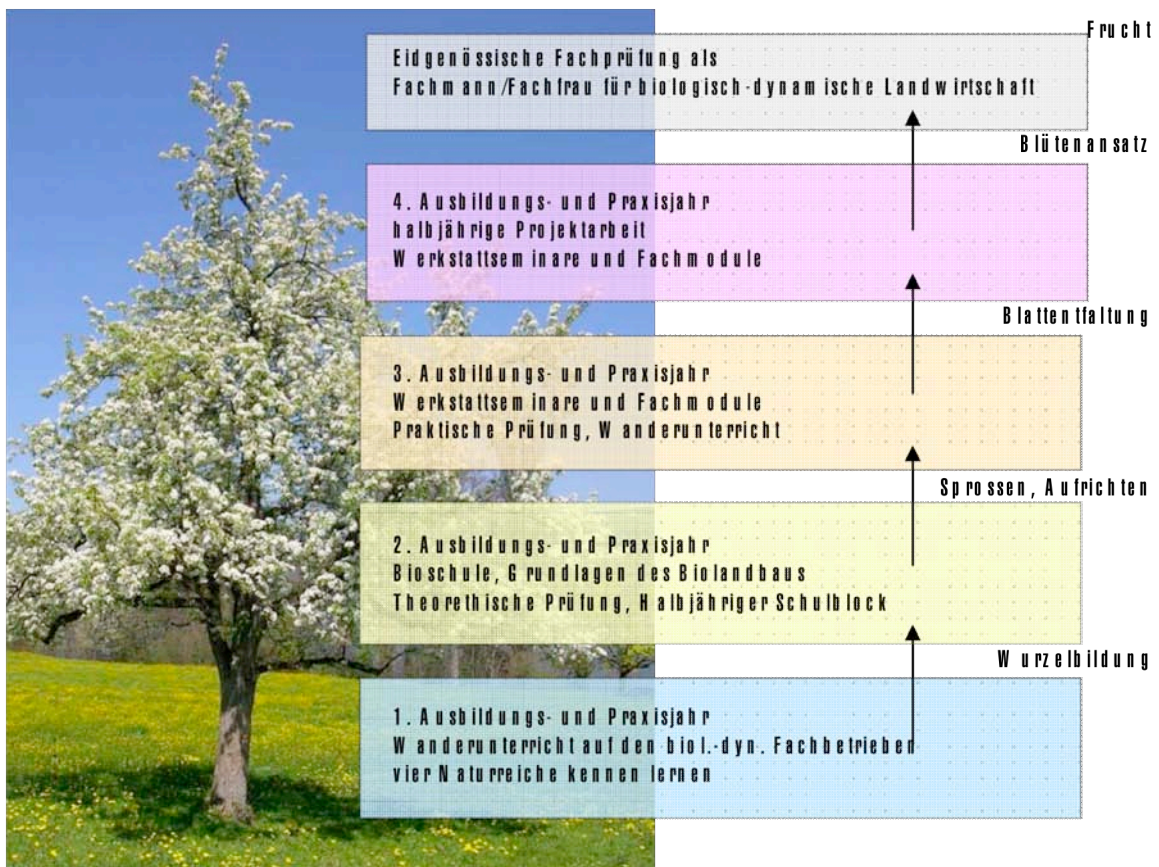 Frucht
Eidgenössische Fachprüfung als
Fachmann/Fachfrau für biologisch-dynamische Landwirtschaft
Blütenansatz
4. Ausbildungs- und Praxisjahr
halbjährige Projektarbeit
Werkstattseminare und Fachmodule
Blattentfaltung
3. Ausbildungs- und Praxisjahr
Werkstattseminare und Fachmodule
Praktische Prüfung, Wanderunterricht
Sprossen, Aufrichten
2. Ausbildungs- und Praxisjahr
Bioschule, Grundlagen des Biolandbaus
Theorethische Prüfung, Halbjähriger Schulblock
Wurzelbildung
1. Ausbildungs- und Praxisjahr
Wanderunterricht auf den biol.-dyn. Fachbetrieben
vier Naturreiche kennen lernen